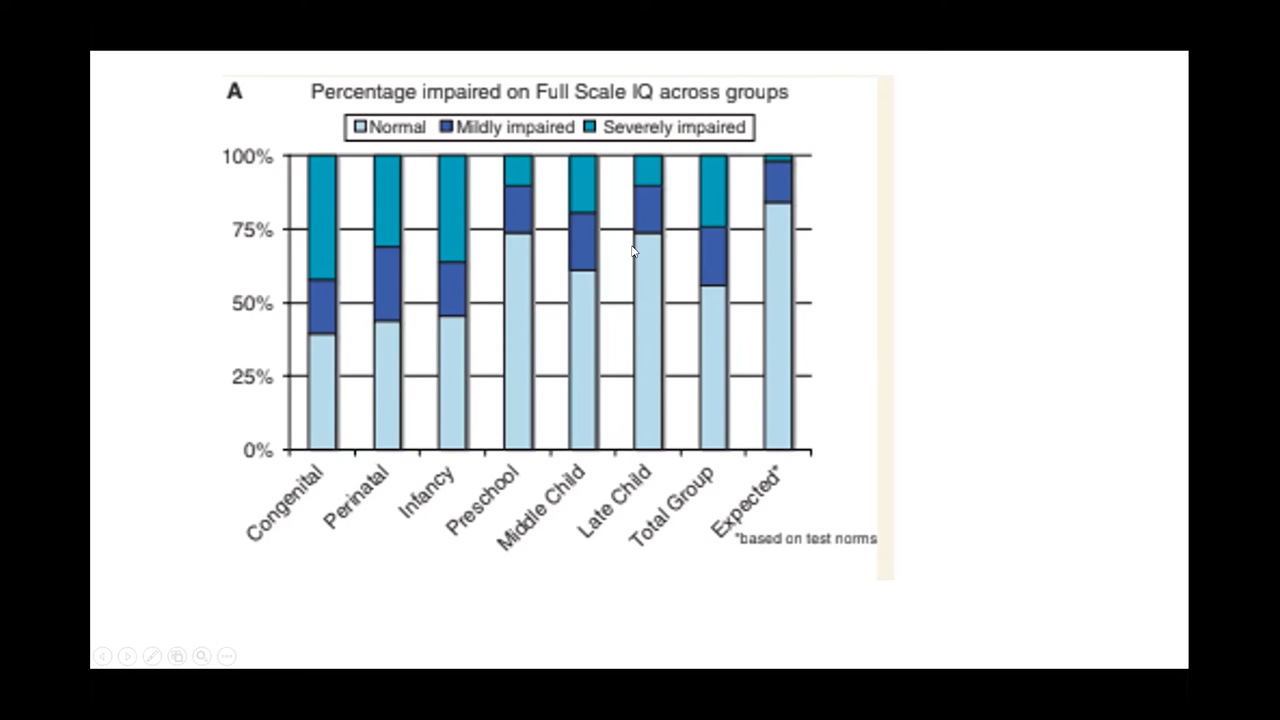 A
Percentage impaired on Full Scale IQ across groups
Normal Mildly impaired Severely impaired
100%
75%
50%
25%
0%
Congenital
Perinatal
Infancy
Preschool
Middle Child
Late Child
Total Group
Expected*
*based on test norms